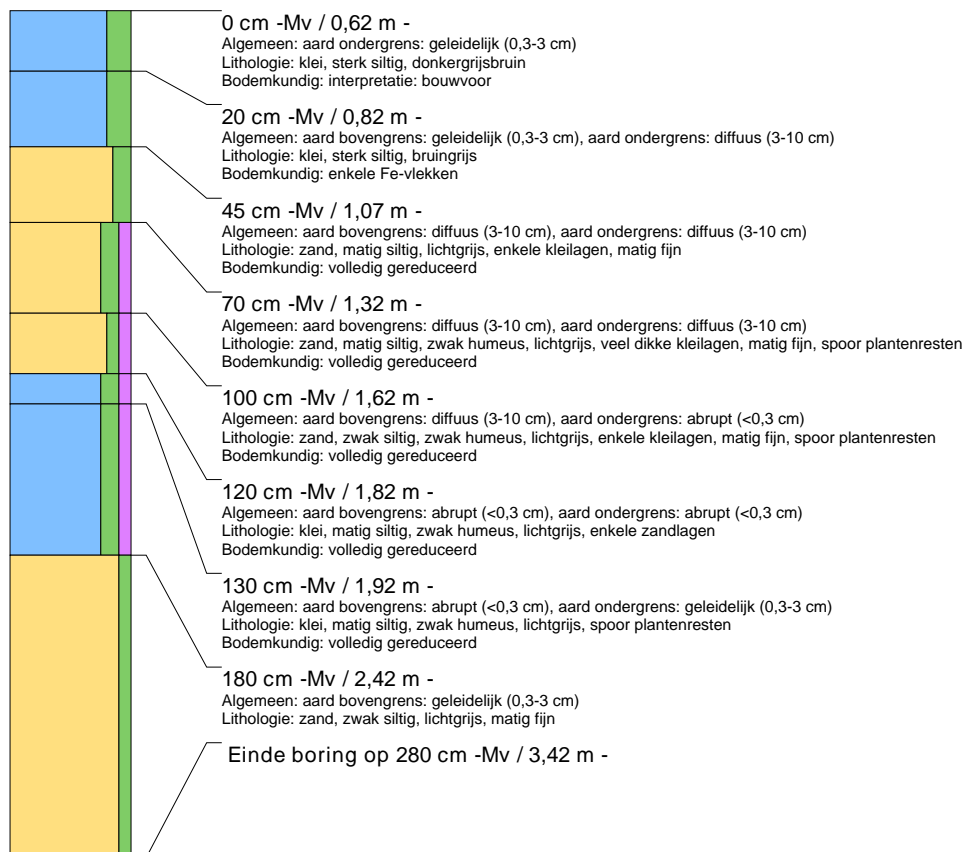 0 cm -Mv / 0,62 m -
Algemeen: aard ondergrens: geleidelijk (0,3-3 cm)
Lithologie: klei, sterk siltig, donkergrijsbruin
Bodemkundig: interpretatie: bouwvoor
20 cm -Mv / 0,82 m -
Algemeen: aard bovengrens: geleidelijk (0,3-3 cm), aard ondergrens: diffuus (3-10 cm)
Lithologie: klei, sterk siltig, bruingrijs
Bodemkundig: enkele Fe-vlekken
45 cm -Mv / 1,07 m -
Algemeen: aard bovengrens: diffuus (3-10 cm), aard ondergrens: diffuus (3-10 cm)
Lithologie: zand, matig siltig, lichtgrijs, enkele kleilagen, matig fijn
Bodemkundig: volledig gereduceerd
70 cm -Mv / 1,32 m -
Algemeen: aard bovengrens: diffuus (3-10 cm), aard ondergrens: diffuus (3-10 cm)
Lithologie: zand, matig siltig, zwak humeus, lichtgrijs, veel dikke kleilagen, matig fijn, spoor plantenresten
Bodemkundig: volledig gereduceerd
100 cm -Mv / 1,62 m -
Algemeen: aard bovengrens: diffuus (3-10 cm), aard ondergrens: abrupt (<0,3 cm)
Lithologie: zand, zwak siltig, zwak humeus, lichtgrijs, enkele kleilagen, matig fijn, spoor plantenresten
Bodemkundig: volledig gereduceerd
120 cm -Mv / 1,82 m -
Algemeen: aard bovengrens: abrupt (<0,3 cm), aard ondergrens: abrupt (<0,3 cm)
Lithologie: klei, matig siltig, zwak humeus, lichtgrijs, enkele zandlagen
Bodemkundig: volledig gereduceerd
130 cm -Mv / 1,92 m -
Algemeen: aard bovengrens: abrupt (<0,3 cm), aard ondergrens: geleidelijk (0,3-3 cm)
Lithologie: klei, matig siltig, zwak humeus, lichtgrijs, spoor plantenresten
Bodemkundig: volledig gereduceerd
180 cm -Mv / 2,42 m -
Algemeen: aard bovengrens: geleidelijk (0,3-3 cm)
Lithologie: zand, zwak siltig, lichtgrijs, matig fijn
Einde boring op 280 cm -Mv / 3,42 m -